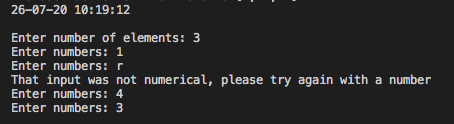 26-07-20 10:19:12
Enter number of elements: 3
Enter numbers: 1
Enter numbers: r
That input was not numerical, please try again with a number
Enter numbers: 4
Enter numbers: 3